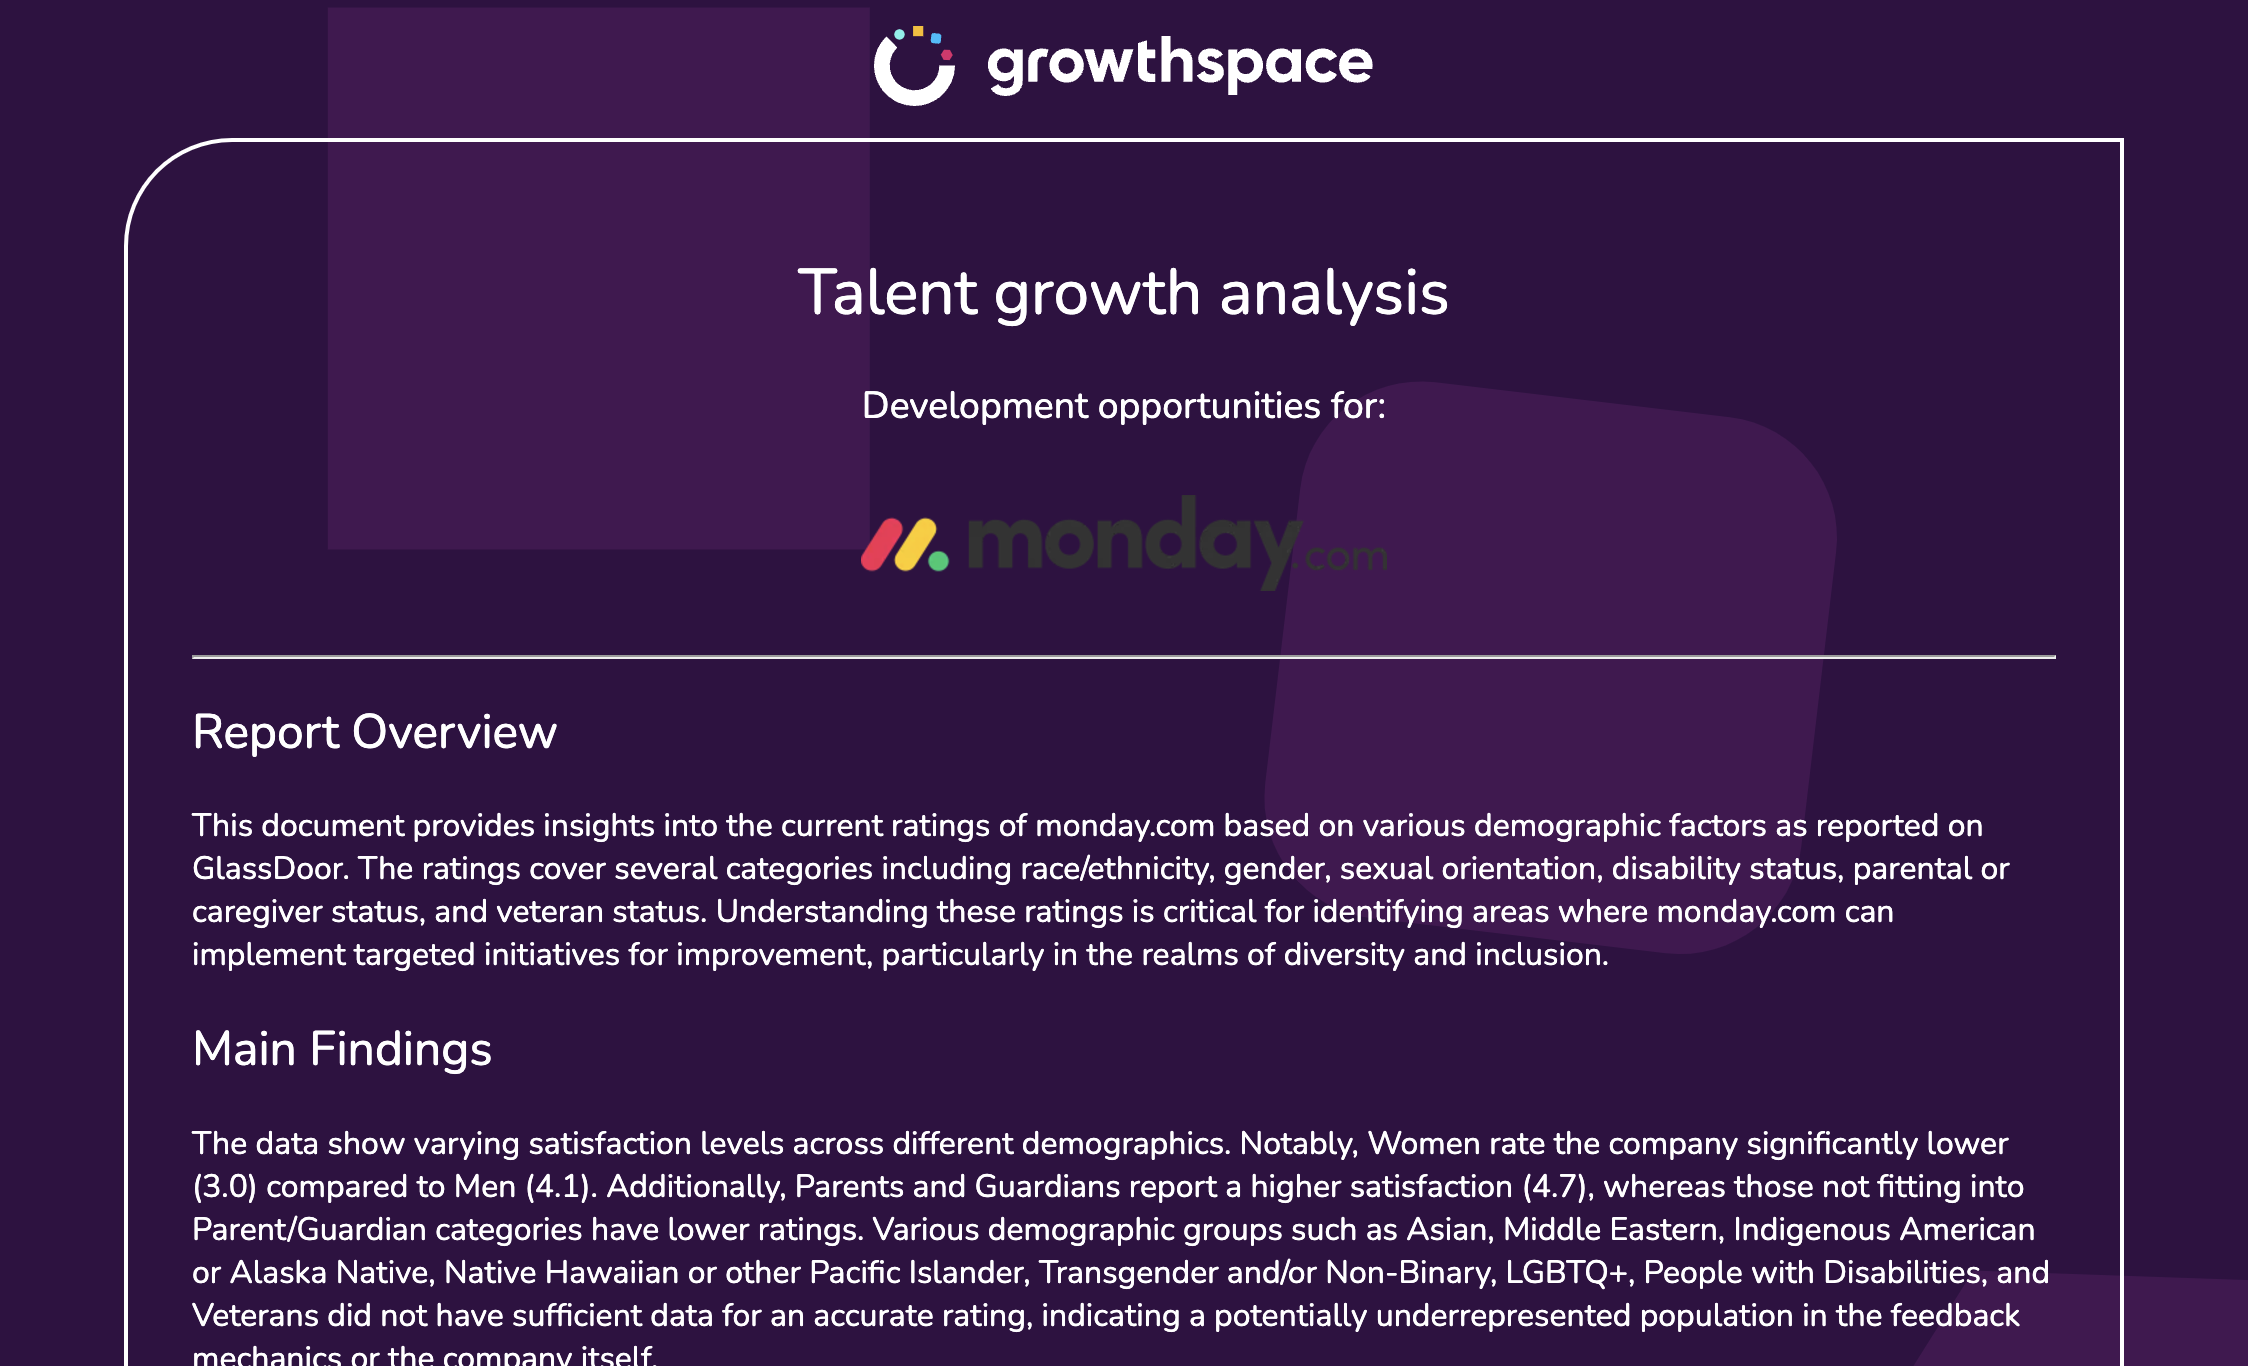 growthspace
Talent growth analysis
Development opportunities for:
monday.com
Report Overview
This document provides insights into the current ratings of monday.com based on various demographic factors as reported on
GlassDoor. The ratings cover several categories including race/ethnicity, gender, sexual orientation, disability status, parental or
caregiver status, and veteran status. Understanding these ratings is critical for identifying areas where monday.com can
implement targeted initiatives for improvement, particularly in the realms of diversity and inclusion.
Main Findings
The data show varying satisfaction levels across different demographics. Notably, Women rate the company significantly lower
(3.0) compared to Men (4.1). Additionally, Parents and Guardians report a higher satisfaction (4.7), whereas those not fitting into
Parent/Guardian categories have lower ratings. Various demographic groups such as Asian, Middle Eastern, Indigenous American
or Alaska Native, Native Hawaiian or other Pacific Islander, Transgender and/or Non-Binary, LGBTQ+, People with Disabilities, and
Veterans did not have sufficient data for an accurate rating, indicating a potentially underrepresented population in the feedback
mechanics or the company itself.